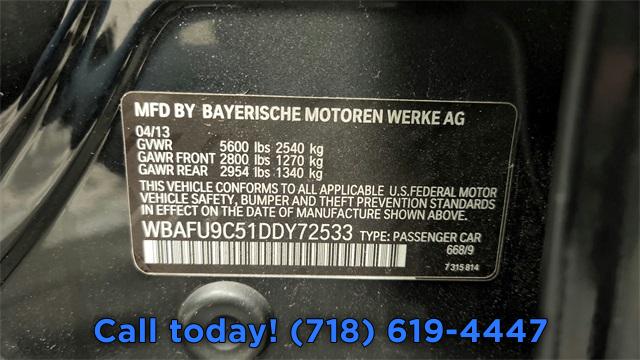 MFD BY BAYERISCHE MOTOREN WERKE AG
04/13
GVWR 5600 lbs 2540 kg
GAWR FRONT 2800 lbs 1270 kg
GAWR REAR 2954 lbs 1340 kg
THIS VEHICLE CONFORMS TO ALL APPLICABLE U.S.FEDERAL MOTOR
VEHICLE SAFETY, BUMPER AND THEFT PREVENTION STANDARDS
IN EFFECT ON THE DATE OF MANUFACTURE SHOWN ABOVE.
WBAFU9C51DDY72533 TYPE: PASSENGER CAR
668/9
7 315 814
Call today! (718) 619-4447